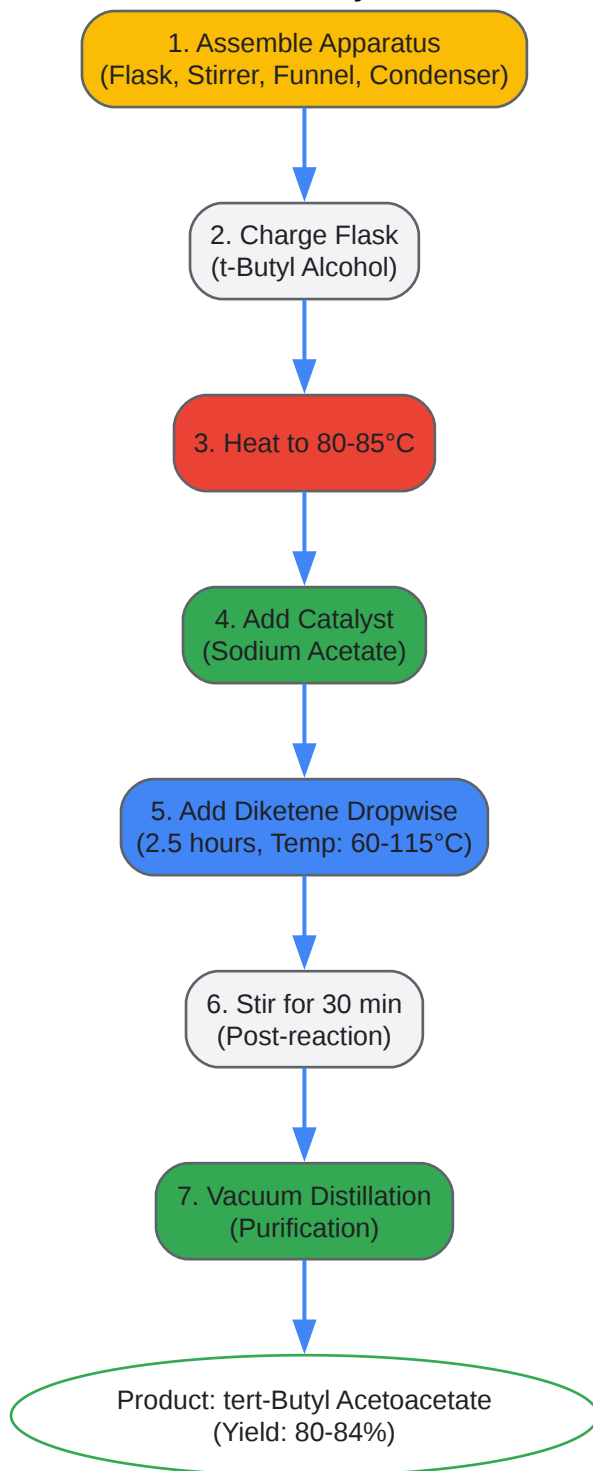 1. Assemble Apparatus
(Flask, Stirrer, Funnel, Condenser)
2. Charge Flask
(t-Butyl Alcohol)
3. Heat to 80-85°C
4. Add Catalyst
(Sodium Acetate)
5. Add Diketene Dropwise
(2.5 hours, Temp: 60-115°C)
6. Stir for 30 min
(Post-reaction)
7. Vacuum Distillation
(Purification)
Product: tert-Butyl Acetoacetate
(Yield: 80-84%)